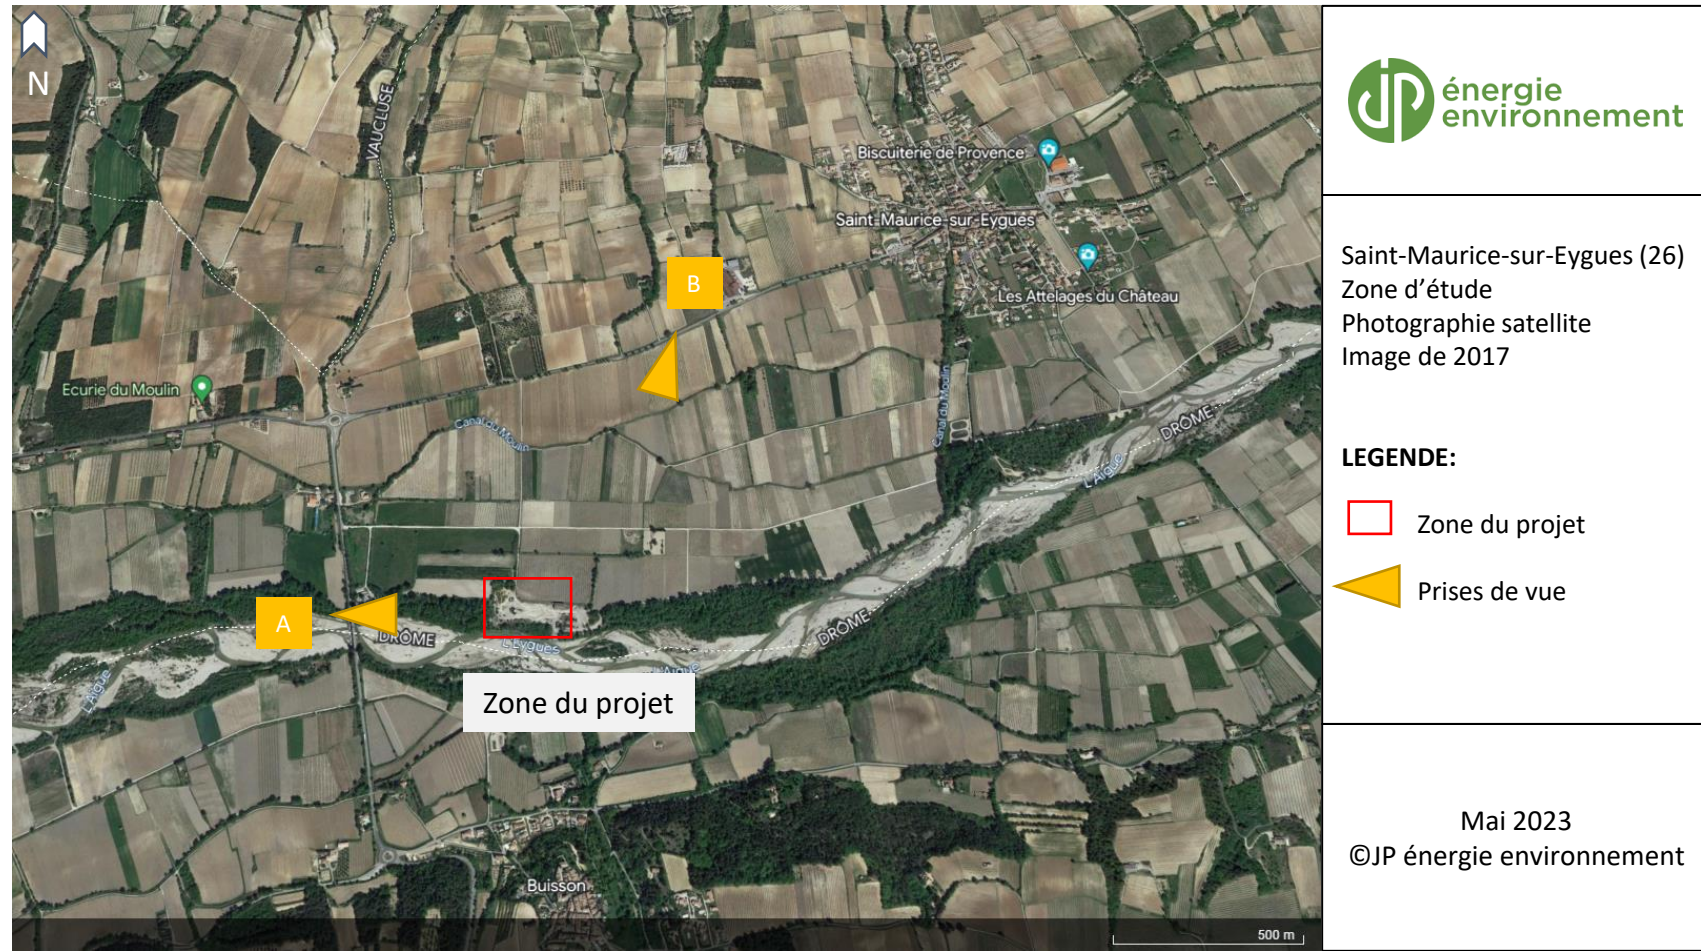 N
VAUCLUSE
Biscuiterie de Provence
Saint-Maurice-sur-Eygues
B
Les Attelages du Château
Ecurie du Moulin
Canal du Moulin
Canal du Moulin
DRÔME
L'Aigue
A
DRÔME
L'Eygues
DRÔME
L'Aigue
L'Aigue
Zone du projet
Buisson
500 m
JP énergie
environnement
Saint-Maurice-sur-Eygues (26)
Zone d’étude
Photographie satellite
Image de 2017
LEGENDE:
Zone du projet
Prises de vue
Mai 2023
©JP énergie environnement